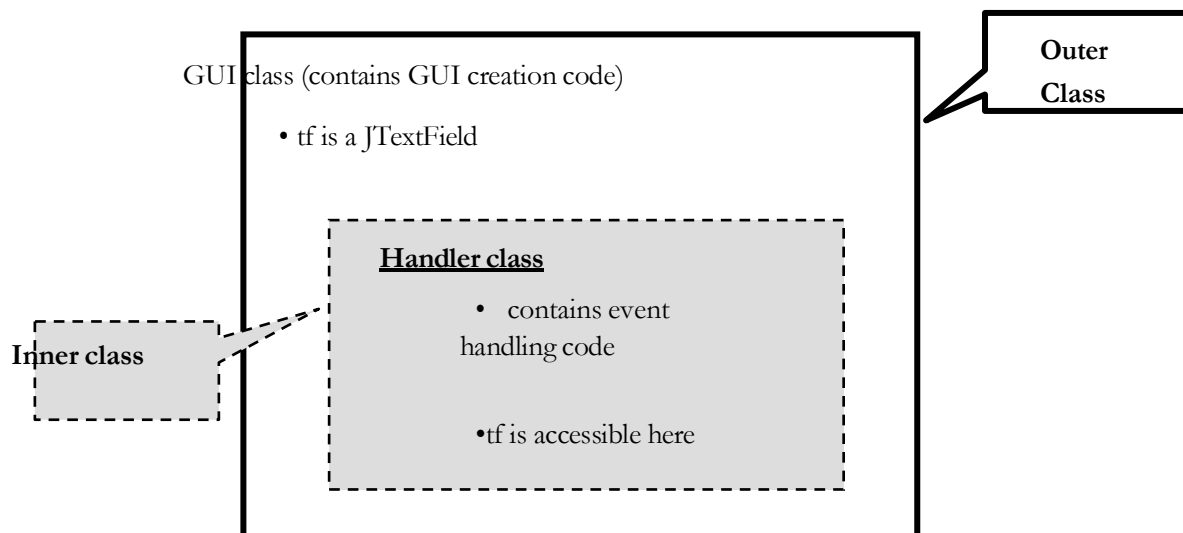 Outer
Class
GUI class (contains GUI creation code)
• tf is a JTextField
Handler class
• contains event
handling code
Inner class
•tf is accessible here